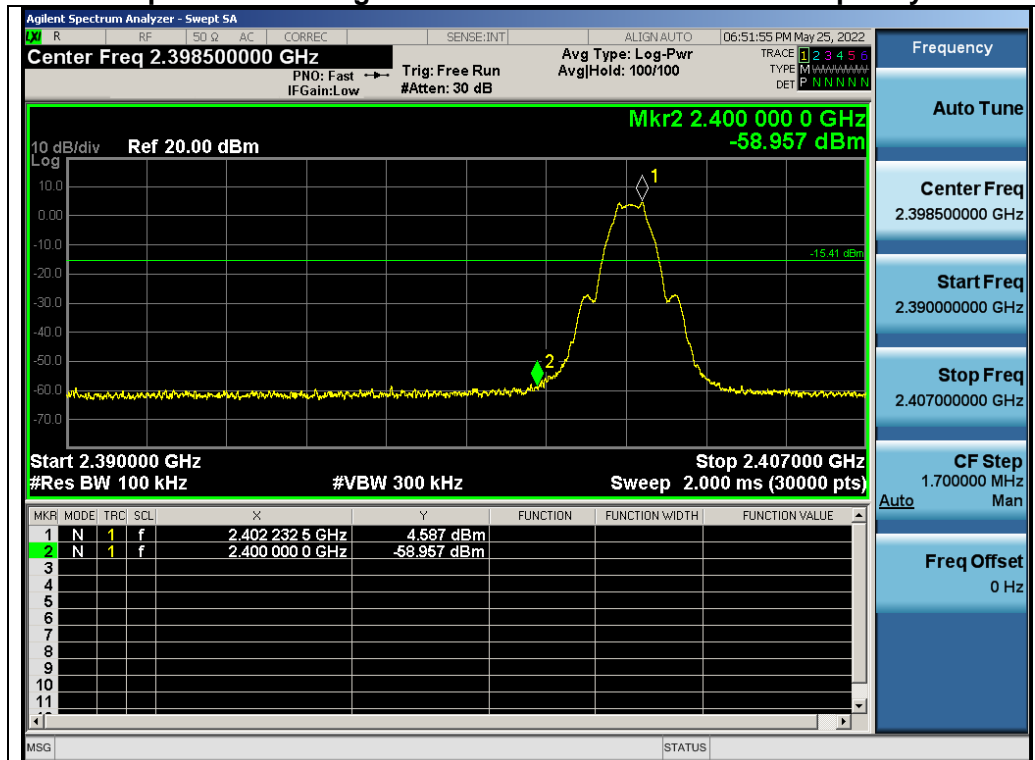 Agilent Spectrum Analyzer - Swept SA
LXI R RF 50 Ω AC CORREC SENSE:INT ALIGN AUTO 06:51:55 PM May 25, 2022
Center Freq 2.398500000 GHz
PNO: Fast
IFGain:Low
Trig: Free Run
#Atten: 30 dB
Avg Type: Log-Pwr
Avg|Hold: 100/100
TRACE 1 2 3 4 5 6
TYPE M
DET P N N N N N
Mkr2 2.400 000 0 GHz
-58.957 dBm
10 dB/div Ref 20.00 dBm
Log
10.0
0.00
-10.0
-20.0
-30.0
-40.0
-50.0
-60.0
-70.0
1
-15.41 dBm
2
Start 2.390000 GHz Stop 2.407000 GHz
#Res BW 100 kHz #VBW 300 kHz Sweep 2.000 ms (30000 pts)
MKR MODE TRC SCL X Y FUNCTION FUNCTION WIDTH FUNCTION VALUE
1 N 1 f 2.402 232 5 GHz 4.587 dBm
2 N 1 f 2.400 000 0 GHz -58.957 dBm
3
4
5
6
7
8
9
10
11
MSG STATUS
Frequency
Auto Tune
Center Freq
2.398500000 GHz
Start Freq
2.390000000 GHz
Stop Freq
2.407000000 GHz
CF Step
1.700000 MHz
Auto Man
Freq Offset
0 Hz